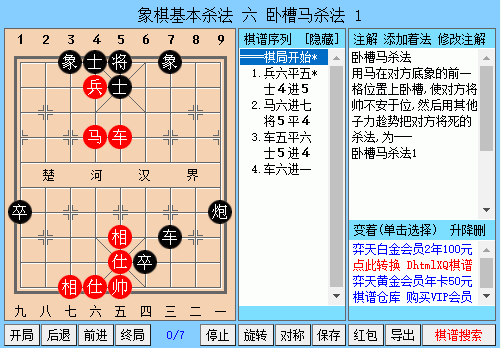 象棋基本杀法 六 卧槽马杀法 1
1 2 3 4 5 6 7 8 9
象 士 将 象
兵 士
马 车
楚 河 汉 界
卒 炮
相 车
仕 卒
相 仕 帅
九 八 七 六 五 四 三 二 一
棋谱序列 [隐藏]
===棋局开始*
1.兵六平五*
士4进5
2.马六进七
将5平4
3.车五平六
士5进4
4.车六进一
注解 添加着法 修改注解
卧槽马杀法
用马在对方底象的前一
格位置上卧槽,使对方将
帅不安于位,然后用其他
子力趁势把对方将死的
杀法,为——
卧槽马杀法1
变着(单击选择) 升降删
弈天白金会员2年100元
点此转换 DhtmlXQ棋谱
弈天黄金会员年卡50元
棋谱仓库 购买VIP会员
开局 后退 前进 终局 0/7 停止 旋转 对称 保存 红包 导出 棋谱搜索